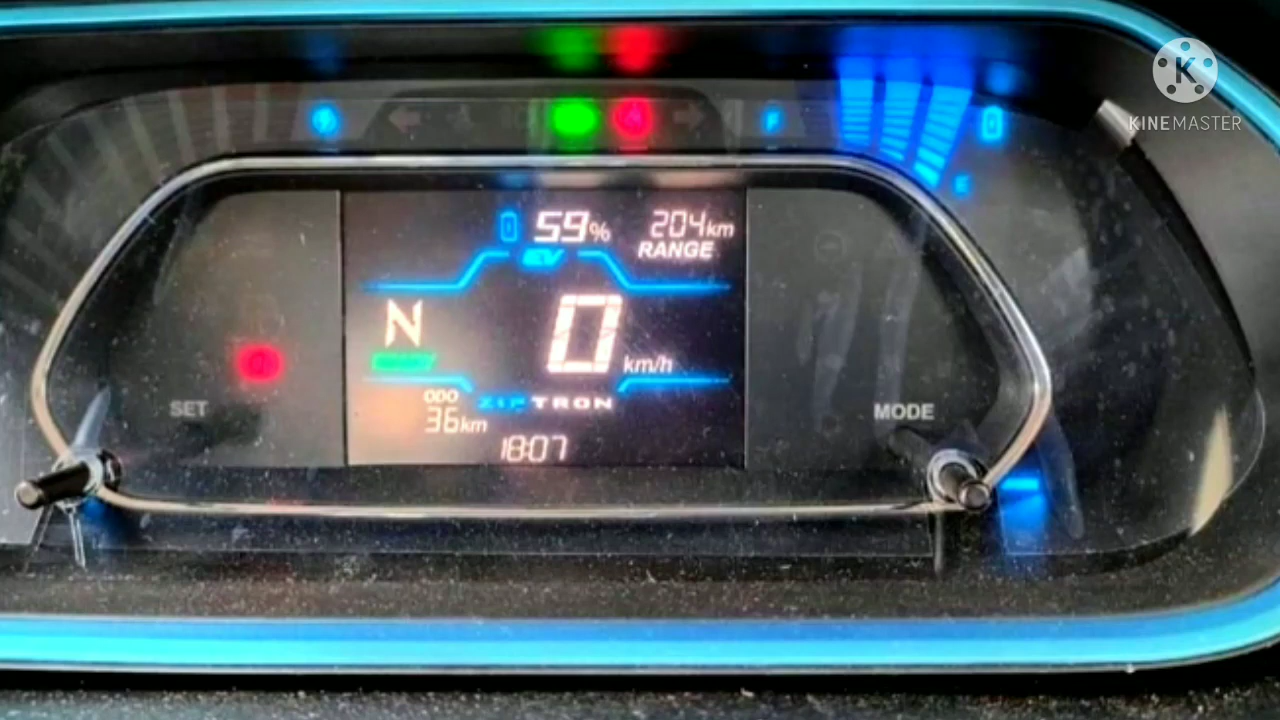 K
KINEMASTER
F
E
59%
204km
RANGE
EV
N
0
km/h
ODO
36km
ZIPTRON
18:07
SET
MODE